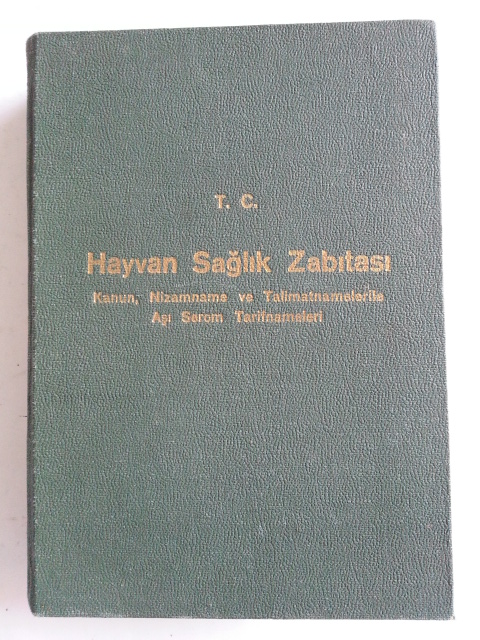 T. C.
Hayvan Sağlık Zabıtası
Kanun, Nizamname ve Talimatnamelerile
Aşı Serom Tarifnameleri